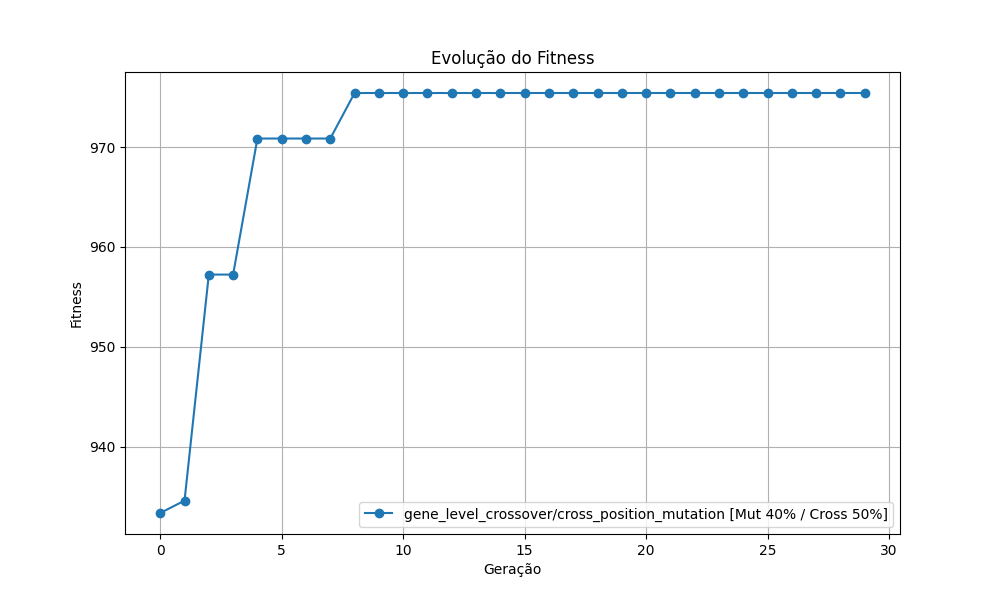 Evolução do Fitness
Fitness
970
960
950
940
gene_level_crossover/cross_position_mutation [Mut 40% / Cross 50%]
0 5 10 15 20 25 30
Geração